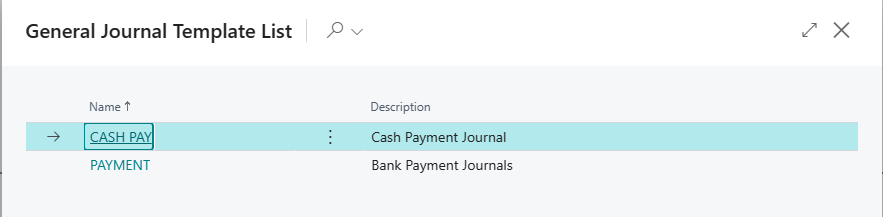 General Journal Template List
Name ↑ Description
CASH PAY Cash Payment Journal
PAYMENT Bank Payment Journals